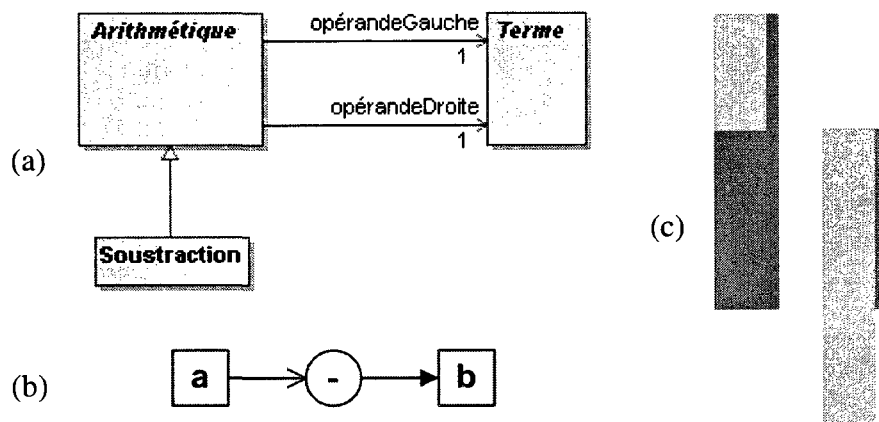 Arithmétique
opérandeGauche
1
Terme
opérandeDroite
1
(a)
Soustraction
(b)
a
-
b
(c)